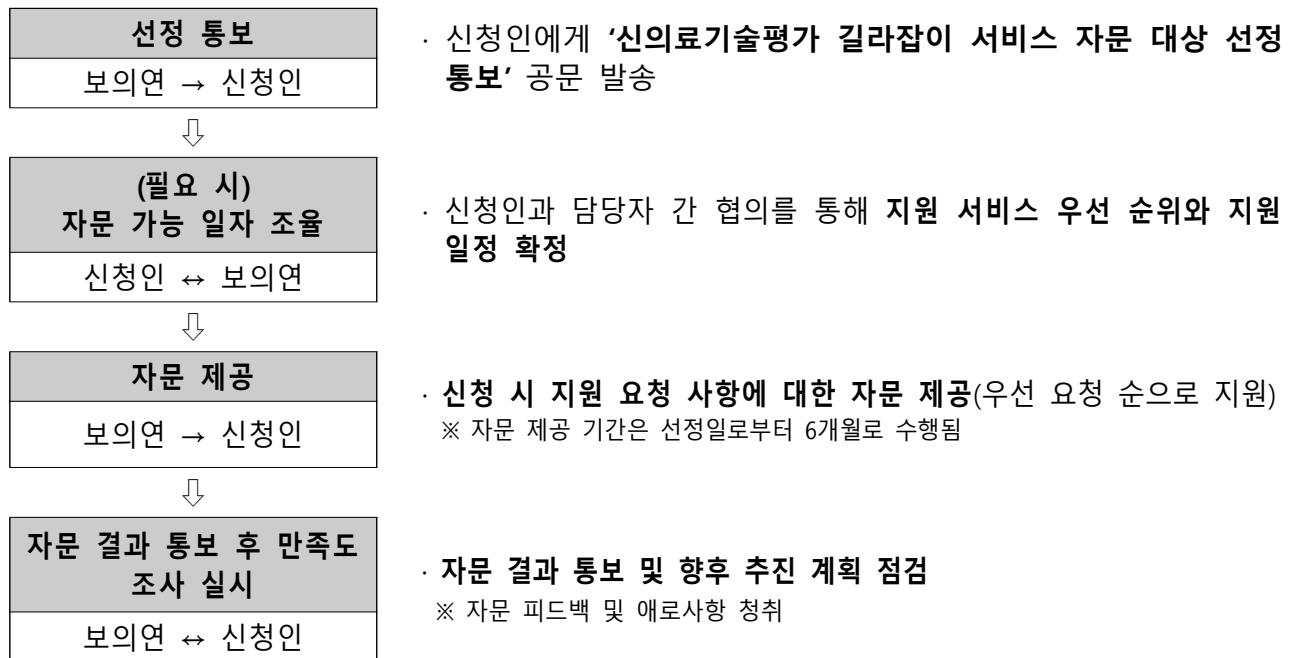 선정 통보
보의연 → 신청인
· 신청인에게 ‘신의료기술평가 길라잡이 서비스 자문 대상 선정
통보’ 공문 발송
⇩
(필요 시)
자문 가능 일자 조율
신청인 ↔ 보의연
· 신청인과 담당자 간 협의를 통해 지원 서비스 우선 순위와 지원
일정 확정
⇩
자문 제공
보의연 → 신청인
· 신청 시 지원 요청 사항에 대한 자문 제공(우선 요청 순으로 지원)
※ 자문 제공 기간은 선정일로부터 6개월로 수행됨
⇩
자문 결과 통보 후 만족도
조사 실시
보의연 ↔ 신청인
· 자문 결과 통보 및 향후 추진 계획 점검
※ 자문 피드백 및 애로사항 청취